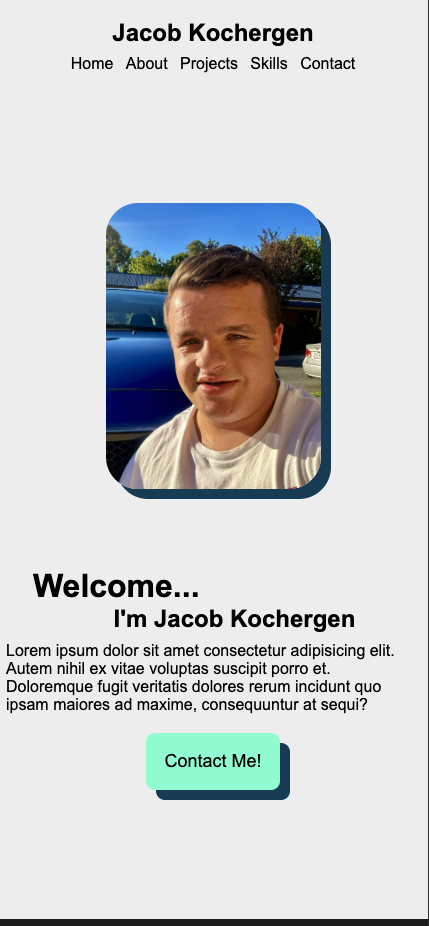 Jacob Kochergen
Home About Projects Skills Contact
Welcome...
I'm Jacob Kochergen
Lorem ipsum dolor sit amet consectetur adipisicing elit.
Autem nihil ex vitae voluptas suscipit porro et.
Doloremque fugit veritatis dolores rerum incidunt quo
ipsam maiores ad maxime, consequuntur at sequi?
Contact Me!